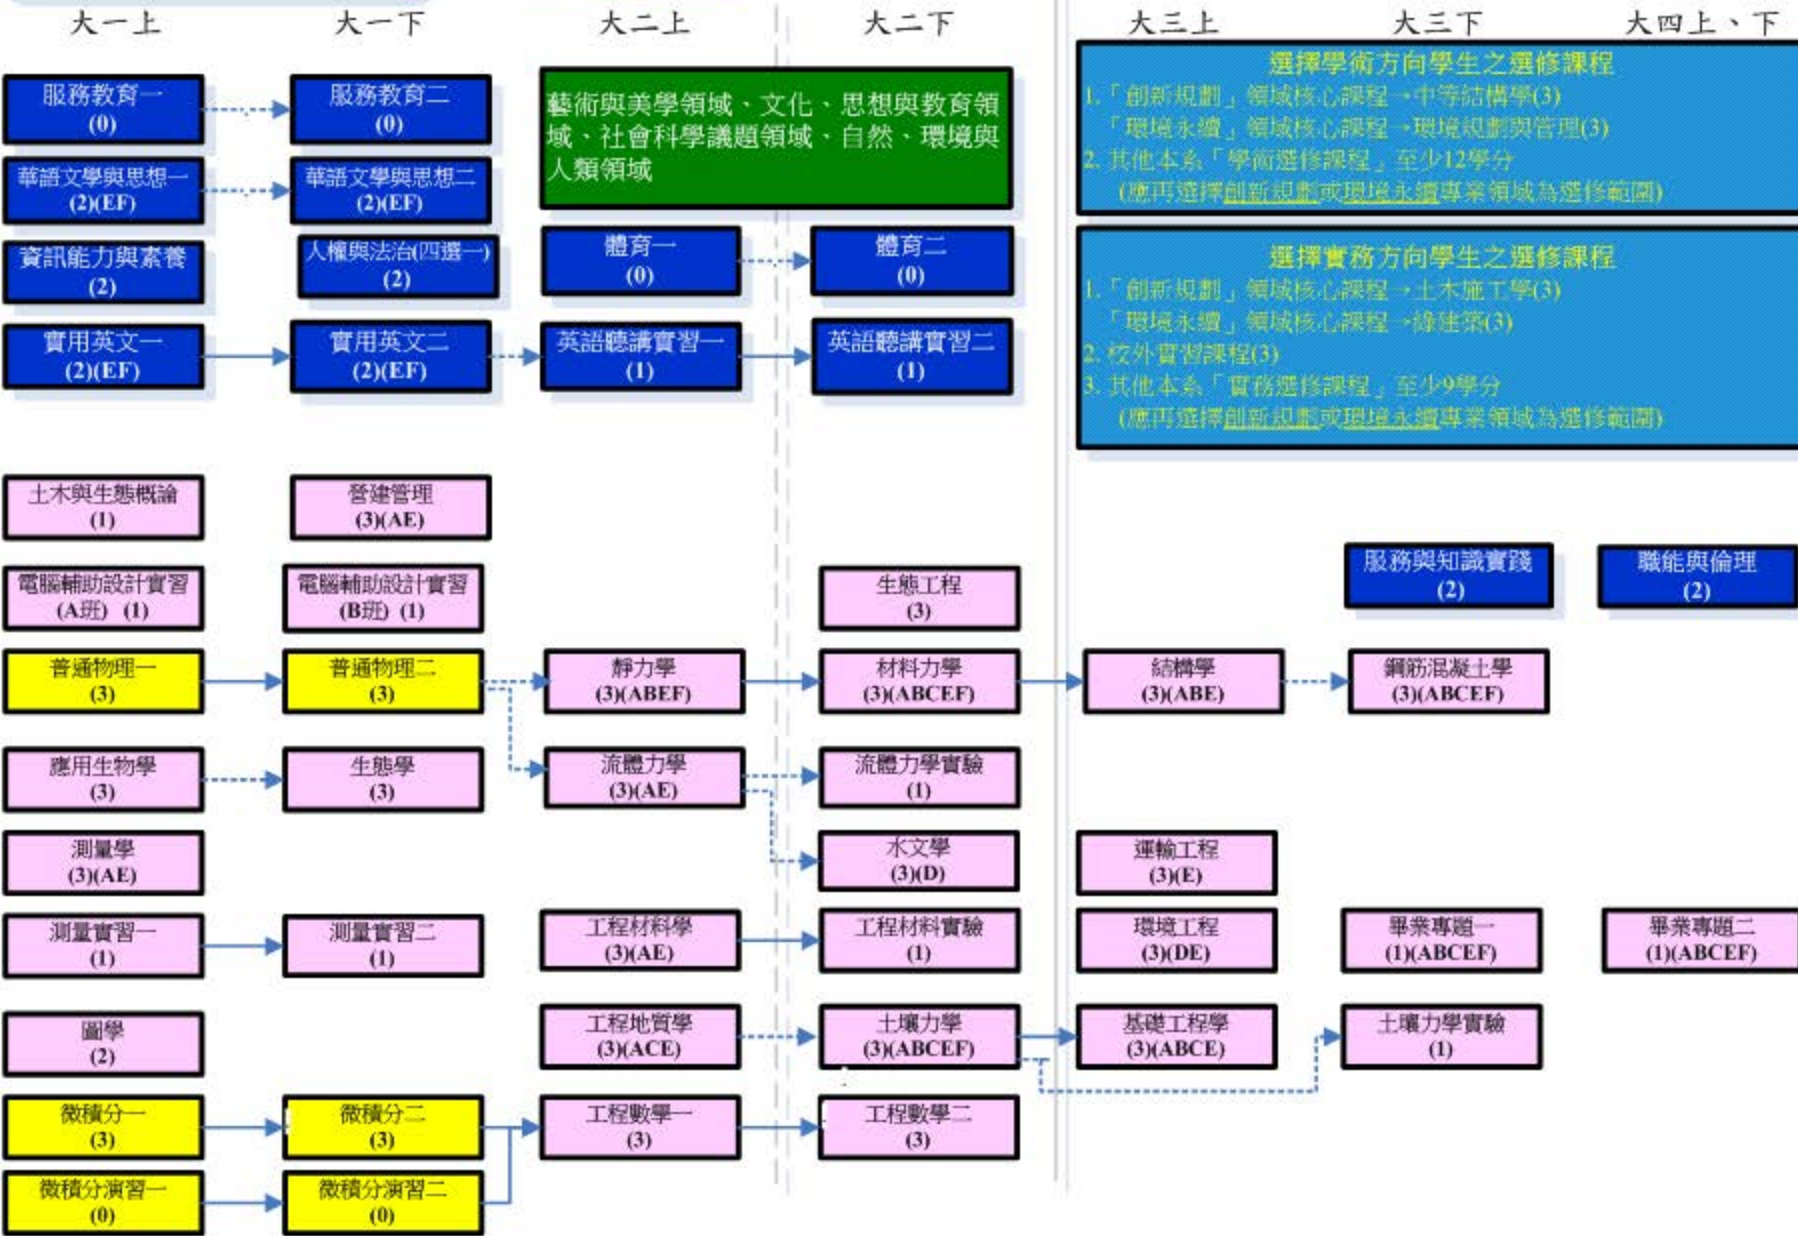 大一上
大一下
大二上
大二下
大三上
大三下
大四上、下
服務教育一
(0)
服務教育二
(0)
藝術與美學領域、文化、思想與教育領
域、社會科學議題領域、自然、環境與
人類領域
選擇學術方向學生之選修課程
1.「創新規劃」領域核心課程→中等結構學(3)
「環境永續」領域核心課程→環境規劃與管理(3)
2. 其他本系「學術選修課程」至少12學分
(應再選擇創新規劃或環境永續專業領域為選修範圍)
華語文學與思想一
(2)(EF)
華語文學與思想二
(2)(EF)
資訊能力與素養
(2)
人權與法治(四選一)
(2)
體育一
(0)
體育二
(0)
選擇實務方向學生之選修課程
1.「創新規劃」領域核心課程→土木施工學(3)
「環境永續」領域核心課程→綠建築(3)
2. 校外實習課程(3)
3. 其他本系「實務選修課程」至少9學分
(應再選擇創新規劃或環境永續專業領域為選修範圍)
實用英文一
(2)(EF)
實用英文二
(2)(EF)
英語聽講實習一
(1)
英語聽講實習二
(1)
土木與生態概論
(1)
營建管理
(3)(AE)
電腦輔助設計實習
(A班) (1)
電腦輔助設計實習
(B班) (1)
生態工程
(3)
服務與知識實踐
(2)
職能與倫理
(2)
普通物理一
(3)
普通物理二
(3)
靜力學
(3)(ABEF)
材料力學
(3)(ABCEF)
結構學
(3)(ABE)
鋼筋混凝土學
(3)(ABCEF)
應用生物學
(3)
生態學
(3)
流體力學
(3)(AE)
流體力學實驗
(1)
測量學
(3)(AE)
水文學
(3)(D)
運輸工程
(3)(E)
測量實習一
(1)
測量實習二
(1)
工程材料學
(3)(AE)
工程材料實驗
(1)
環境工程
(3)(DE)
畢業專題一
(1)(ABCEF)
畢業專題二
(1)(ABCEF)
圖學
(2)
工程地質學
(3)(ACE)
土壤力學
(3)(ABCEF)
基礎工程學
(3)(ABCE)
土壤力學實驗
(1)
微積分一
(3)
微積分二
(3)
工程數學一
(3)
工程數學二
(3)
微積分演習一
(0)
微積分演習二
(0)